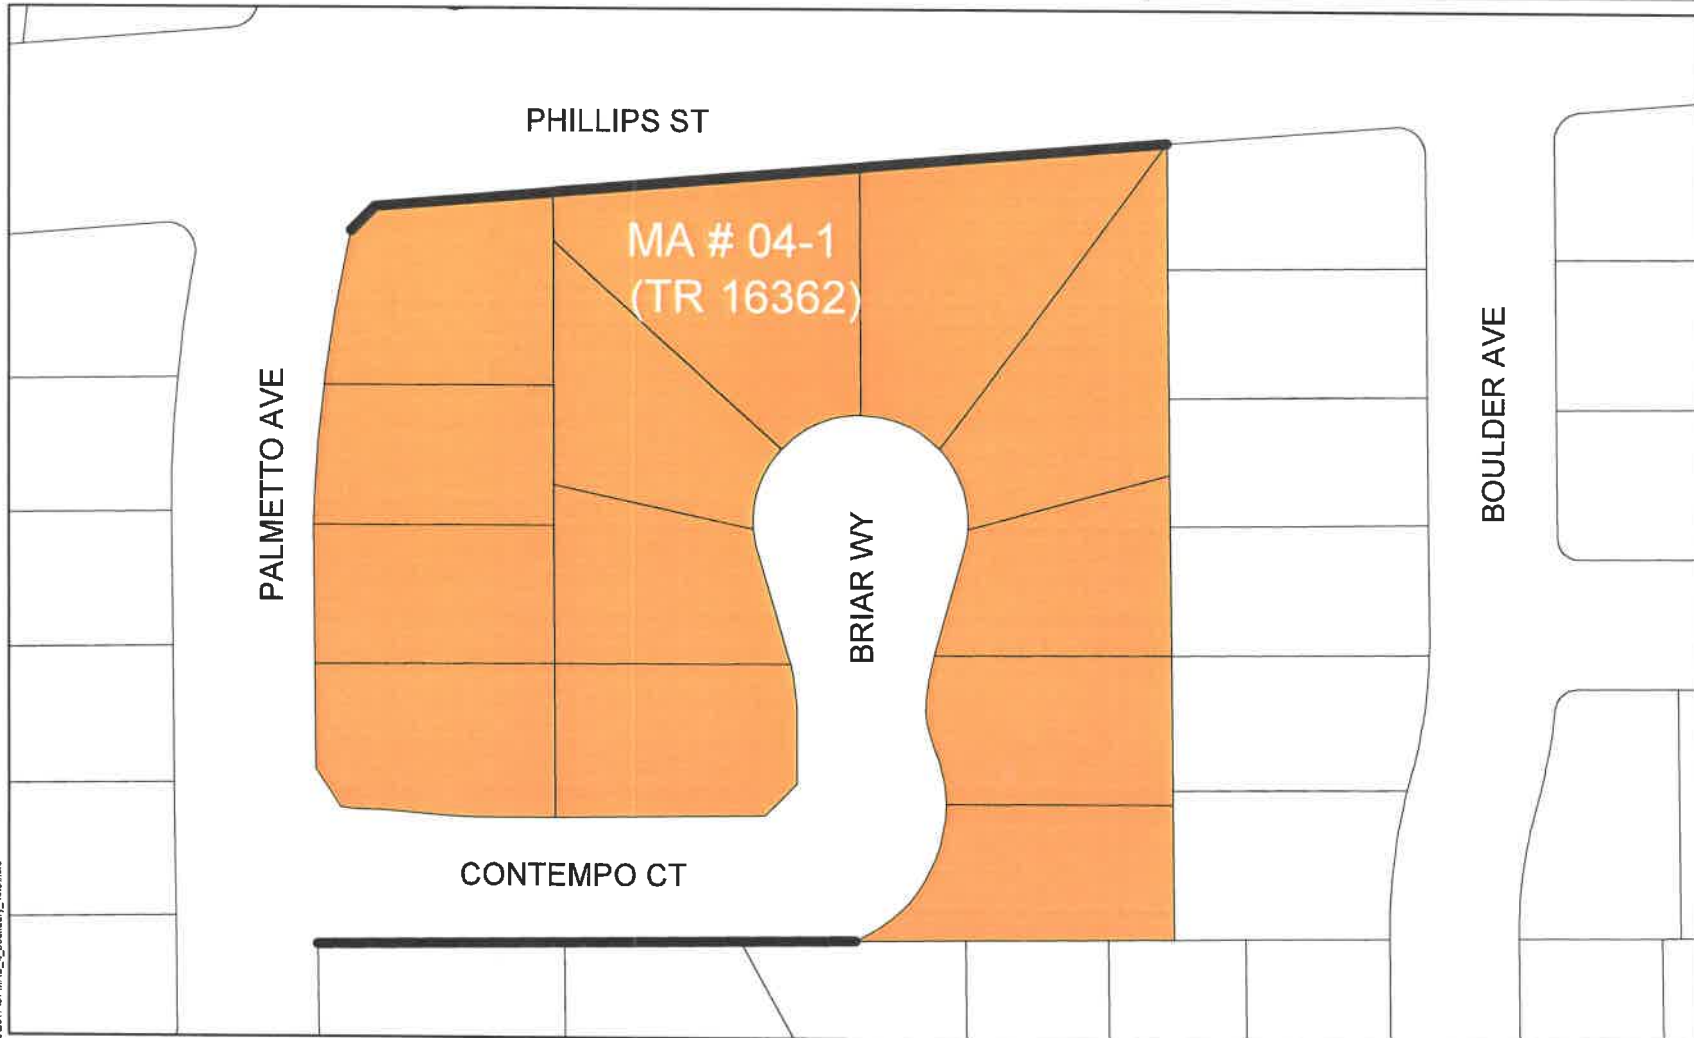 PHILLIPS ST
MA # 04-1
(TR 16362)
PALMETTO AVE
BOULDER AVE
BRIAR WY
CONTEMPO CT